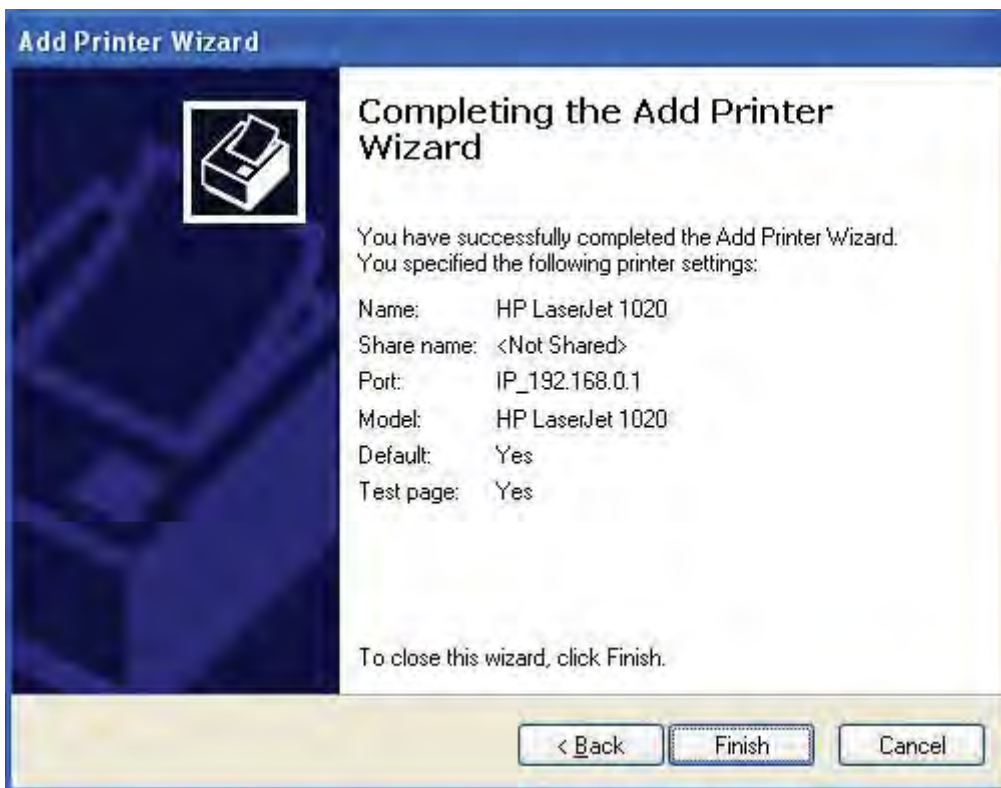 Add Printer Wizard
Completing the Add Printer
Wizard
You have successfully completed the Add Printer Wizard.
You specified the following printer settings:
Name: HP LaserJet 1020
Share name: <Not Shared>
Port: IP_192.168.0.1
Model: HP LaserJet 1020
Default: Yes
Test page: Yes
To close this wizard, click Finish.
< Back Finish Cancel